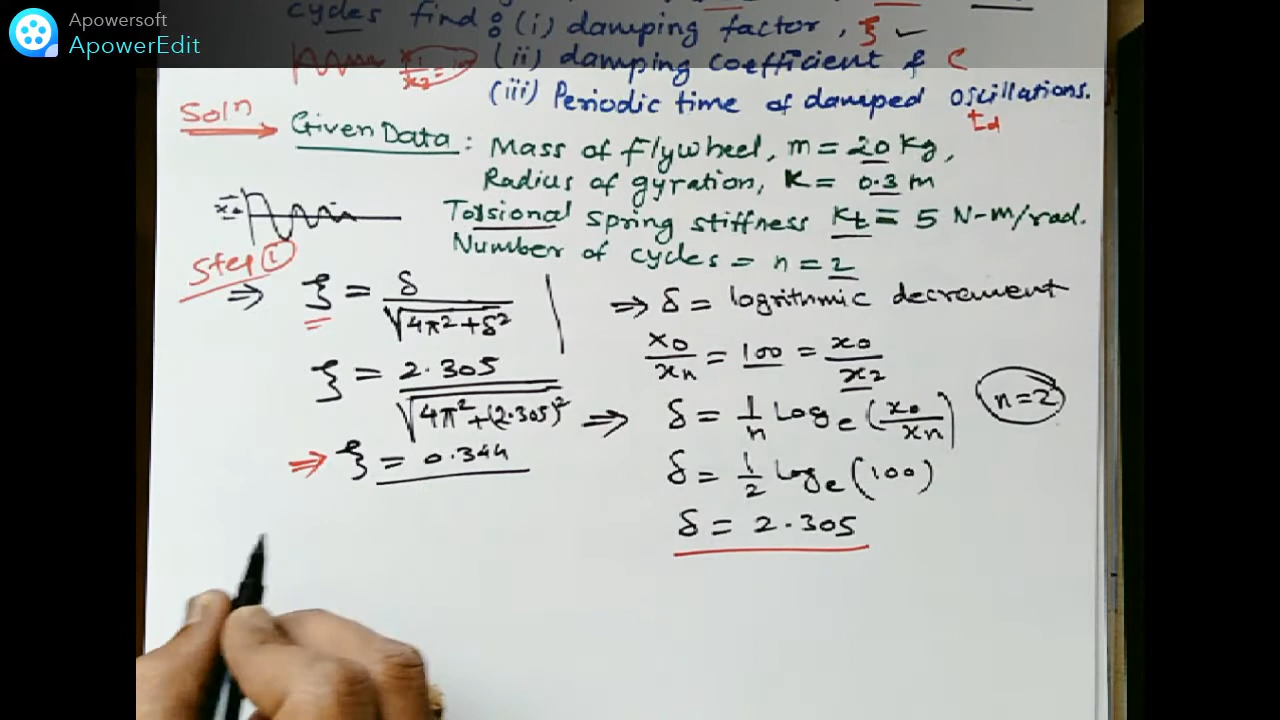 Apowersoft
ApowerEdit
cycles find : (i) damping factor, ξ
(ii) damping coefficient & C
(iii) Periodic time of damped oscillations.
td
Solⁿ
Given Data : Mass of flywheel, m = 20 kg,
Radius of gyration, K = 0.3 m
Torsional spring stiffness Kt = 5 N-m/rad.
Number of cycles = n = 2
Step 1
⇒ ξ = δ / √4π²+δ²
ξ = 2.305 / √4π²+(2.305)²
⇒ ξ = 0.344
⇒ δ = logrithmic decrement
x0/xn = 100 = x0/x2
n=2
⇒ δ = 1/n loge (x0/xn)
δ = 1/2 loge (100)
δ = 2.305